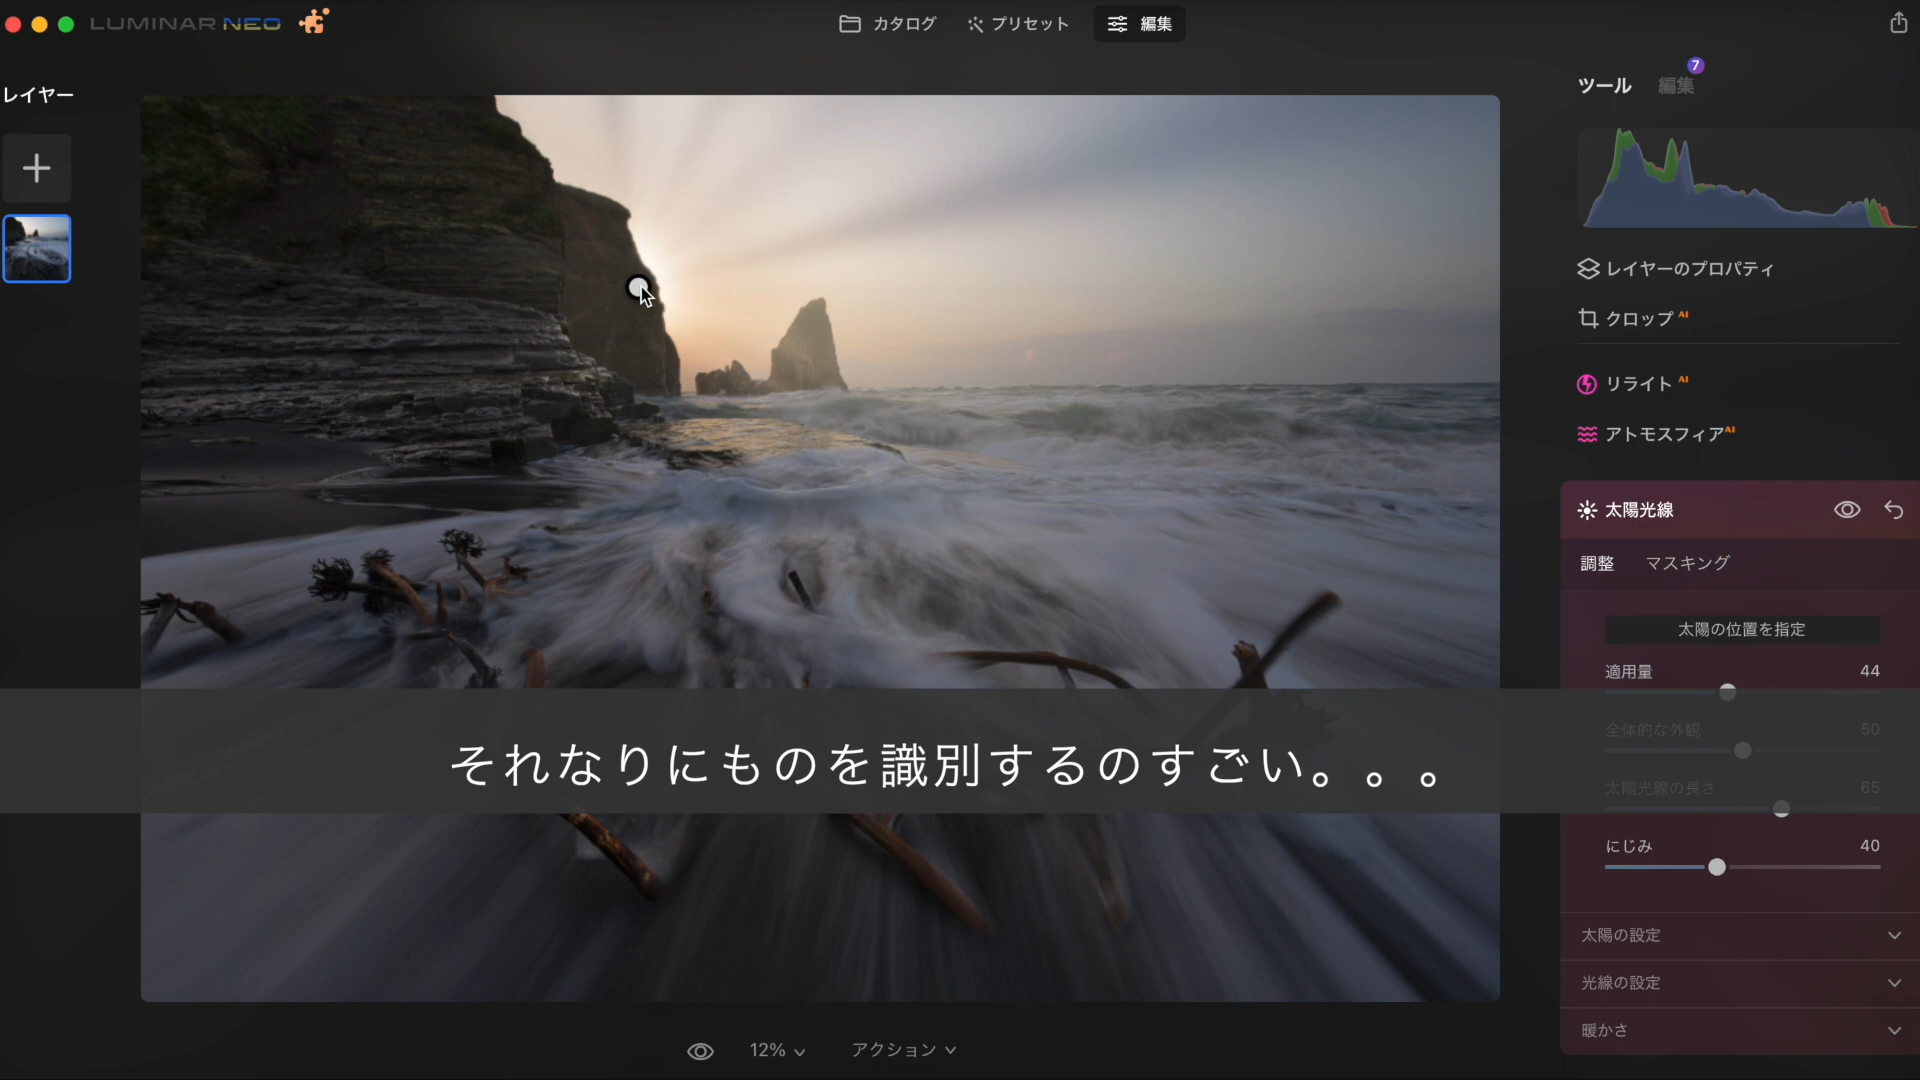 LUMINAR NEO
カタログ
プリセット
編集
レイヤー
ツール
編集
7
レイヤーのプロパティ
クロップ AI
リライト AI
アトモスフィア AI
太陽光線
調整
マスキング
太陽の位置を指定
適用量 44
全体的な外観 50
太陽光線の長さ 65
それなりにものを識別するのすごい。。。
にじみ 40
太陽の設定
光線の設定
暖かさ
12%
アクション